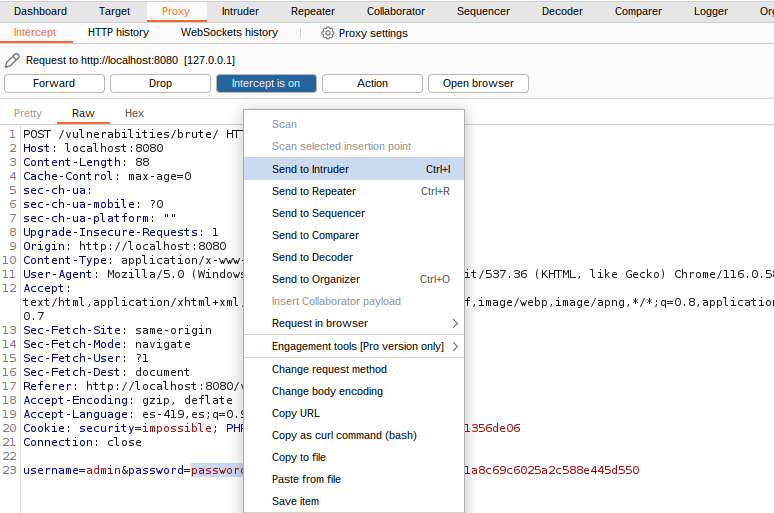 Dashboard Target Proxy Intruder Repeater Collaborator Sequencer Decoder Comparer Logger
Intercept HTTP history WebSockets history Proxy settings
Request to http://localhost:8080 [127.0.0.1]
Forward Drop Intercept is on Action Open browser
Pretty Raw Hex
1 POST /vulnerabilities/brute/
2 Host: localhost:8080
3 Content-Length: 88
4 Cache-Control: max-age=0
5 sec-ch-ua:
6 sec-ch-ua-mobile: ?0
7 sec-ch-ua-platform: ""
8 Upgrade-Insecure-Requests: 1
9 Origin: http://localhost:8080
10 Content-Type: application/x-www-
11 User-Agent: Mozilla/5.0 (Windows it/537.36 (KHTML, like Gecko) Chrome/116.0.58
12 Accept:
text/html,application/xhtml+xml, f,image/webp,image/apng,*/*;q=0.8,application
0.7
13 Sec-Fetch-Site: same-origin
14 Sec-Fetch-Mode: navigate
15 Sec-Fetch-User: ?1
16 Sec-Fetch-Dest: document
17 Referer: http://localhost:8080/v
18 Accept-Encoding: gzip, deflate
19 Accept-Language: es-419,es;q=0.9
20 Cookie: security=impossible; PHP 1356de06
21 Connection: close
22
23 username=admin&password=password 1a8c69c6025a2c588e445d550
Scan
Scan selected insertion point
Send to Intruder Ctrl+I
Send to Repeater Ctrl+R
Send to Sequencer
Send to Comparer
Send to Decoder
Send to Organizer Ctrl+O
Insert Collaborator payload
Request in browser
Engagement tools [Pro version only]
Change request method
Change body encoding
Copy URL
Copy as curl command (bash)
Copy to file
Paste from file
Save item